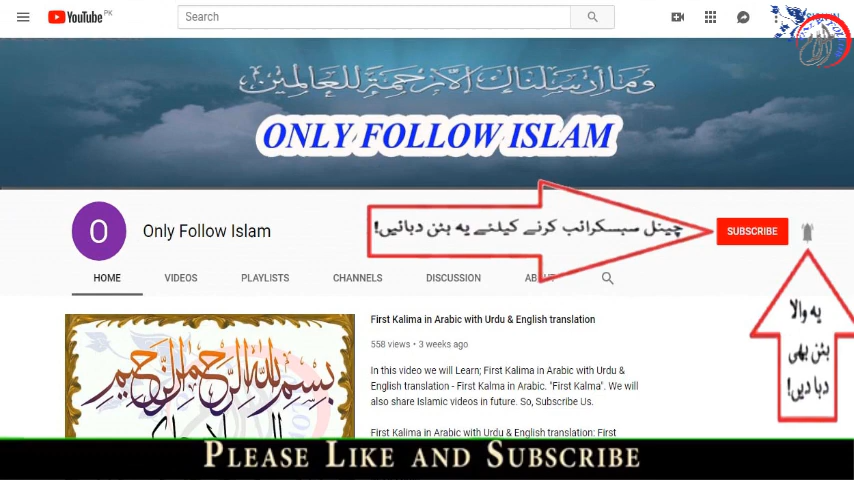 YouTube PK
Search
وما أرسلناك إلا رحمة للعالمين
ONLY FOLLOW ISLAM
O
Only Follow Islam
چینل سبسکرائب کرنے کیلئے یہ بٹن دبائیں!
SUBSCRIBE
HOME
VIDEOS
PLAYLISTS
CHANNELS
DISCUSSION
یہ والا
بٹن بھی
دبا دیں!
First Kalima in Arabic with Urdu & English translation
558 views • 3 weeks ago
In this video we will Learn; First Kalima in Arabic with Urdu &
English translation - First Kalma in Arabic. "First Kalma". We will
also share Islamic videos in future. So, Subscribe Us.
First Kalima in Arabic with Urdu & English translation: First
بسم الله الرحمن الرحيم
PLEASE LIKE AND SUBSCRIBE